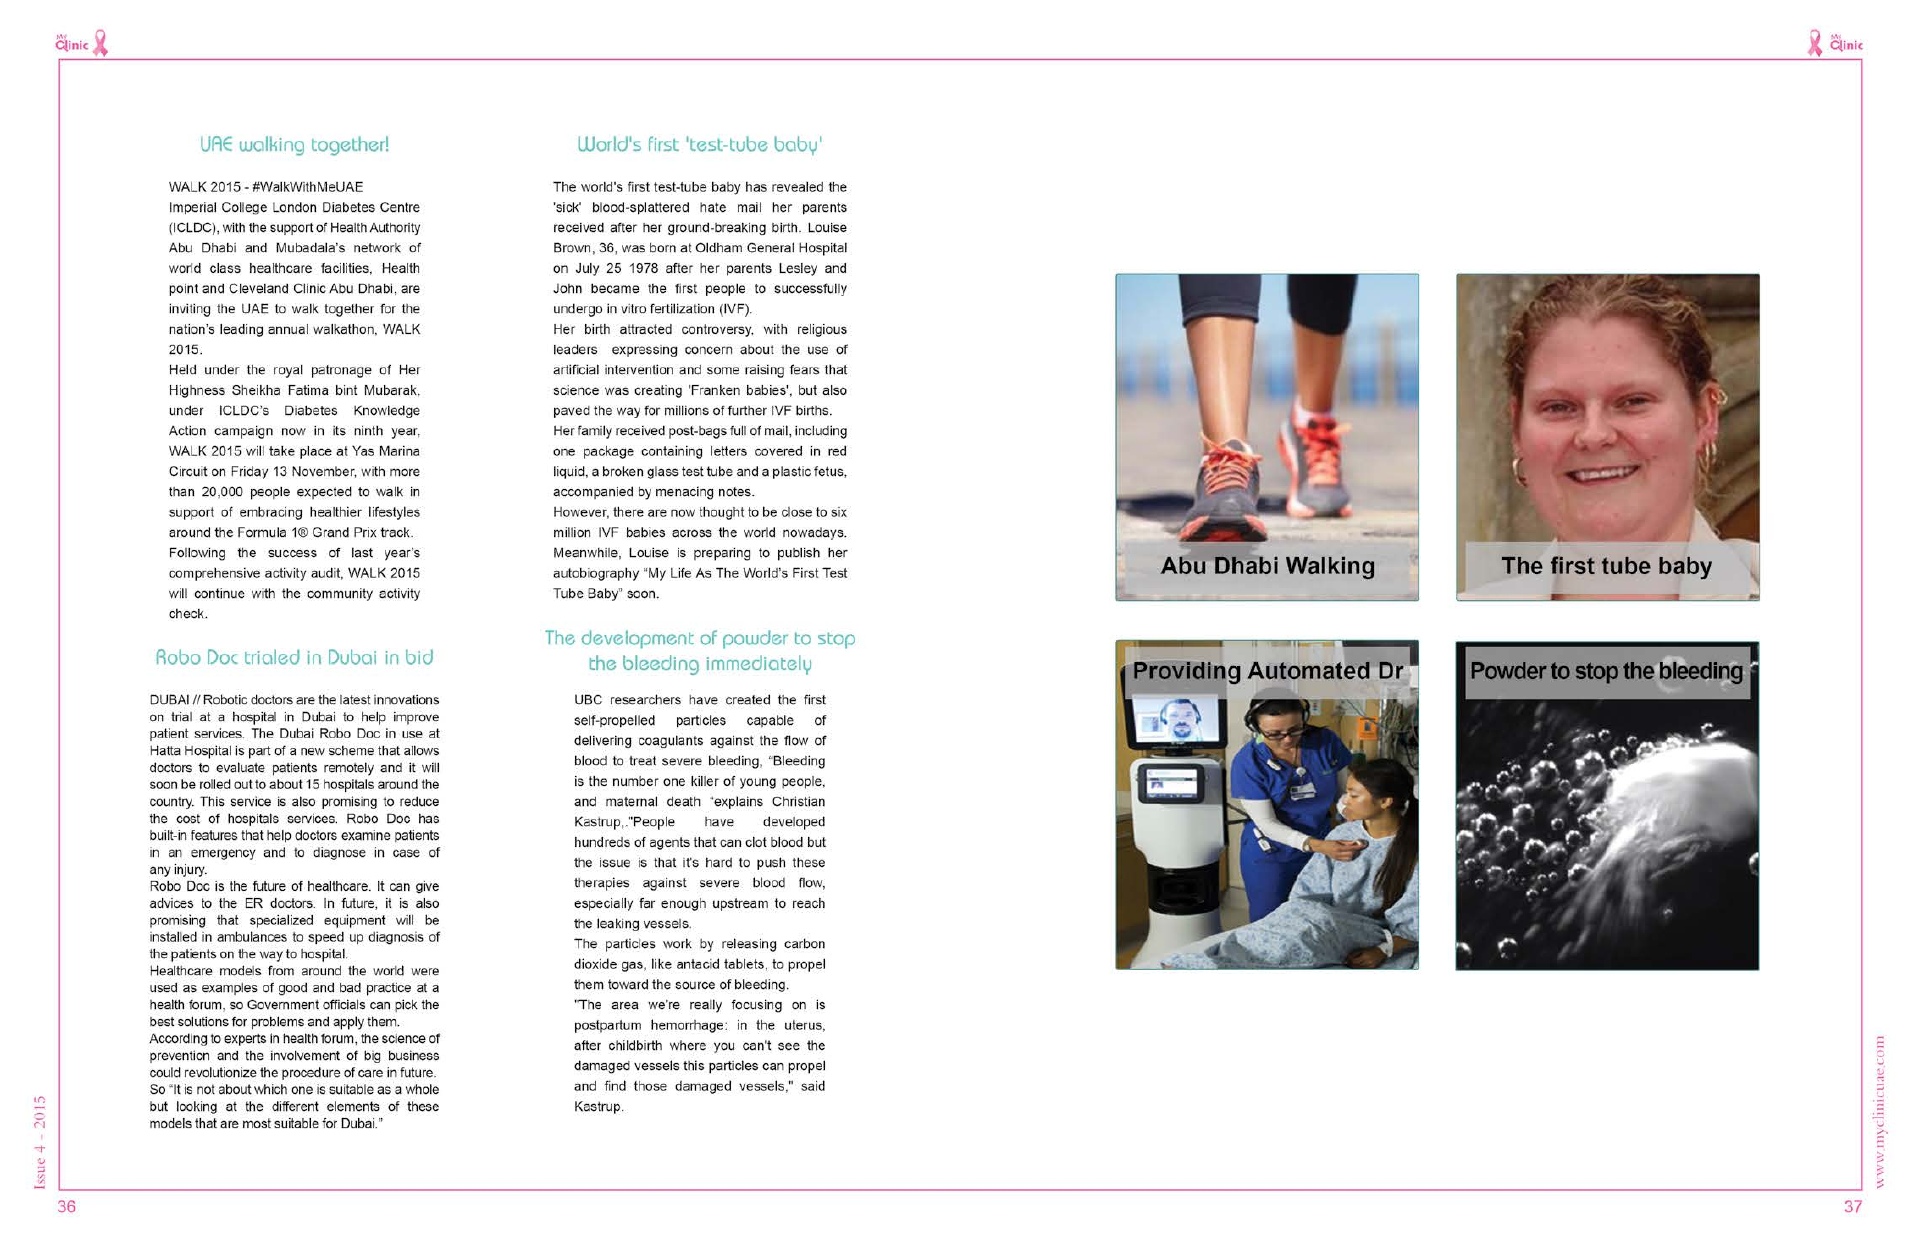 My
Clinic
My
Clinic
UAE walking together!
WALK 2015 - #WalkWithMeUAE
Imperial College London Diabetes Centre
(ICLDC), with the support of Health Authority
Abu Dhabi and Mubadala's network of
world class healthcare facilities, Health
point and Cleveland Clinic Abu Dhabi, are
inviting the UAE to walk together for the
nation's leading annual walkathon, WALK
2015.
Held under the royal patronage of Her
Highness Sheikha Fatima bint Mubarak,
under ICLDC's Diabetes Knowledge
Action campaign now in its ninth year,
WALK 2015 will take place at Yas Marina
Circuit on Friday 13 November, with more
than 20,000 people expected to walk in
support of embracing healthier lifestyles
around the Formula 1® Grand Prix track.
Following the success of last year's
comprehensive activity audit, WALK 2015
will continue with the community activity
check.
Robo Doc trialed in Dubai in bid
DUBAI // Robotic doctors are the latest innovations
on trial at a hospital in Dubai to help improve
patient services. The Dubai Robo Doc in use at
Hatta Hospital is part of a new scheme that allows
doctors to evaluate patients remotely and it will
soon be rolled out to about 15 hospitals around the
country. This service is also promising to reduce
the cost of hospitals services. Robo Doc has
built-in features that help doctors examine patients
in an emergency and to diagnose in case of
any injury.
Robo Doc is the future of healthcare. It can give
advices to the ER doctors. In future, it is also
promising that specialized equipment will be
installed in ambulances to speed up diagnosis of
the patients on the way to hospital.
Healthcare models from around the world were
used as examples of good and bad practice at a
health forum, so Government officials can pick the
best solutions for problems and apply them.
According to experts in health forum, the science of
prevention and the involvement of big business
could revolutionize the procedure of care in future.
So "It is not about which one is suitable as a whole
but looking at the different elements of these
models that are most suitable for Dubai."
World's first 'test-tube baby'
The world's first test-tube baby has revealed the
'sick' blood-splattered hate mail her parents
received after her ground-breaking birth. Louise
Brown, 36, was born at Oldham General Hospital
on July 25 1978 after her parents Lesley and
John became the first people to successfully
undergo in vitro fertilization (IVF).
Her birth attracted controversy, with religious
leaders expressing concern about the use of
artificial intervention and some raising fears that
science was creating 'Franken babies', but also
paved the way for millions of further IVF births.
Her family received post-bags full of mail, including
one package containing letters covered in red
liquid, a broken glass test tube and a plastic fetus,
accompanied by menacing notes.
However, there are now thought to be close to six
million IVF babies across the world nowadays.
Meanwhile, Louise is preparing to publish her
autobiography "My Life As The World's First Test
Tube Baby" soon.
The development of powder to stop
the bleeding immediately
UBC researchers have created the first
self-propelled particles capable of
delivering coagulants against the flow of
blood to treat severe bleeding, "Bleeding
is the number one killer of young people,
and maternal death "explains Christian
Kastrup,."People have developed
hundreds of agents that can clot blood but
the issue is that it's hard to push these
therapies against severe blood flow,
especially far enough upstream to reach
the leaking vessels.
The particles work by releasing carbon
dioxide gas, like antacid tablets, to propel
them toward the source of bleeding.
"The area we're really focusing on is
postpartum hemorrhage: in the uterus,
after childbirth where you can't see the
damaged vessels this particles can propel
and find those damaged vessels," said
Kastrup.
Abu Dhabi Walking
The first tube baby
Providing Automated Dr
Powder to stop the bleeding
Issue 4 - 2015
36
www.myclinicuae.com
37